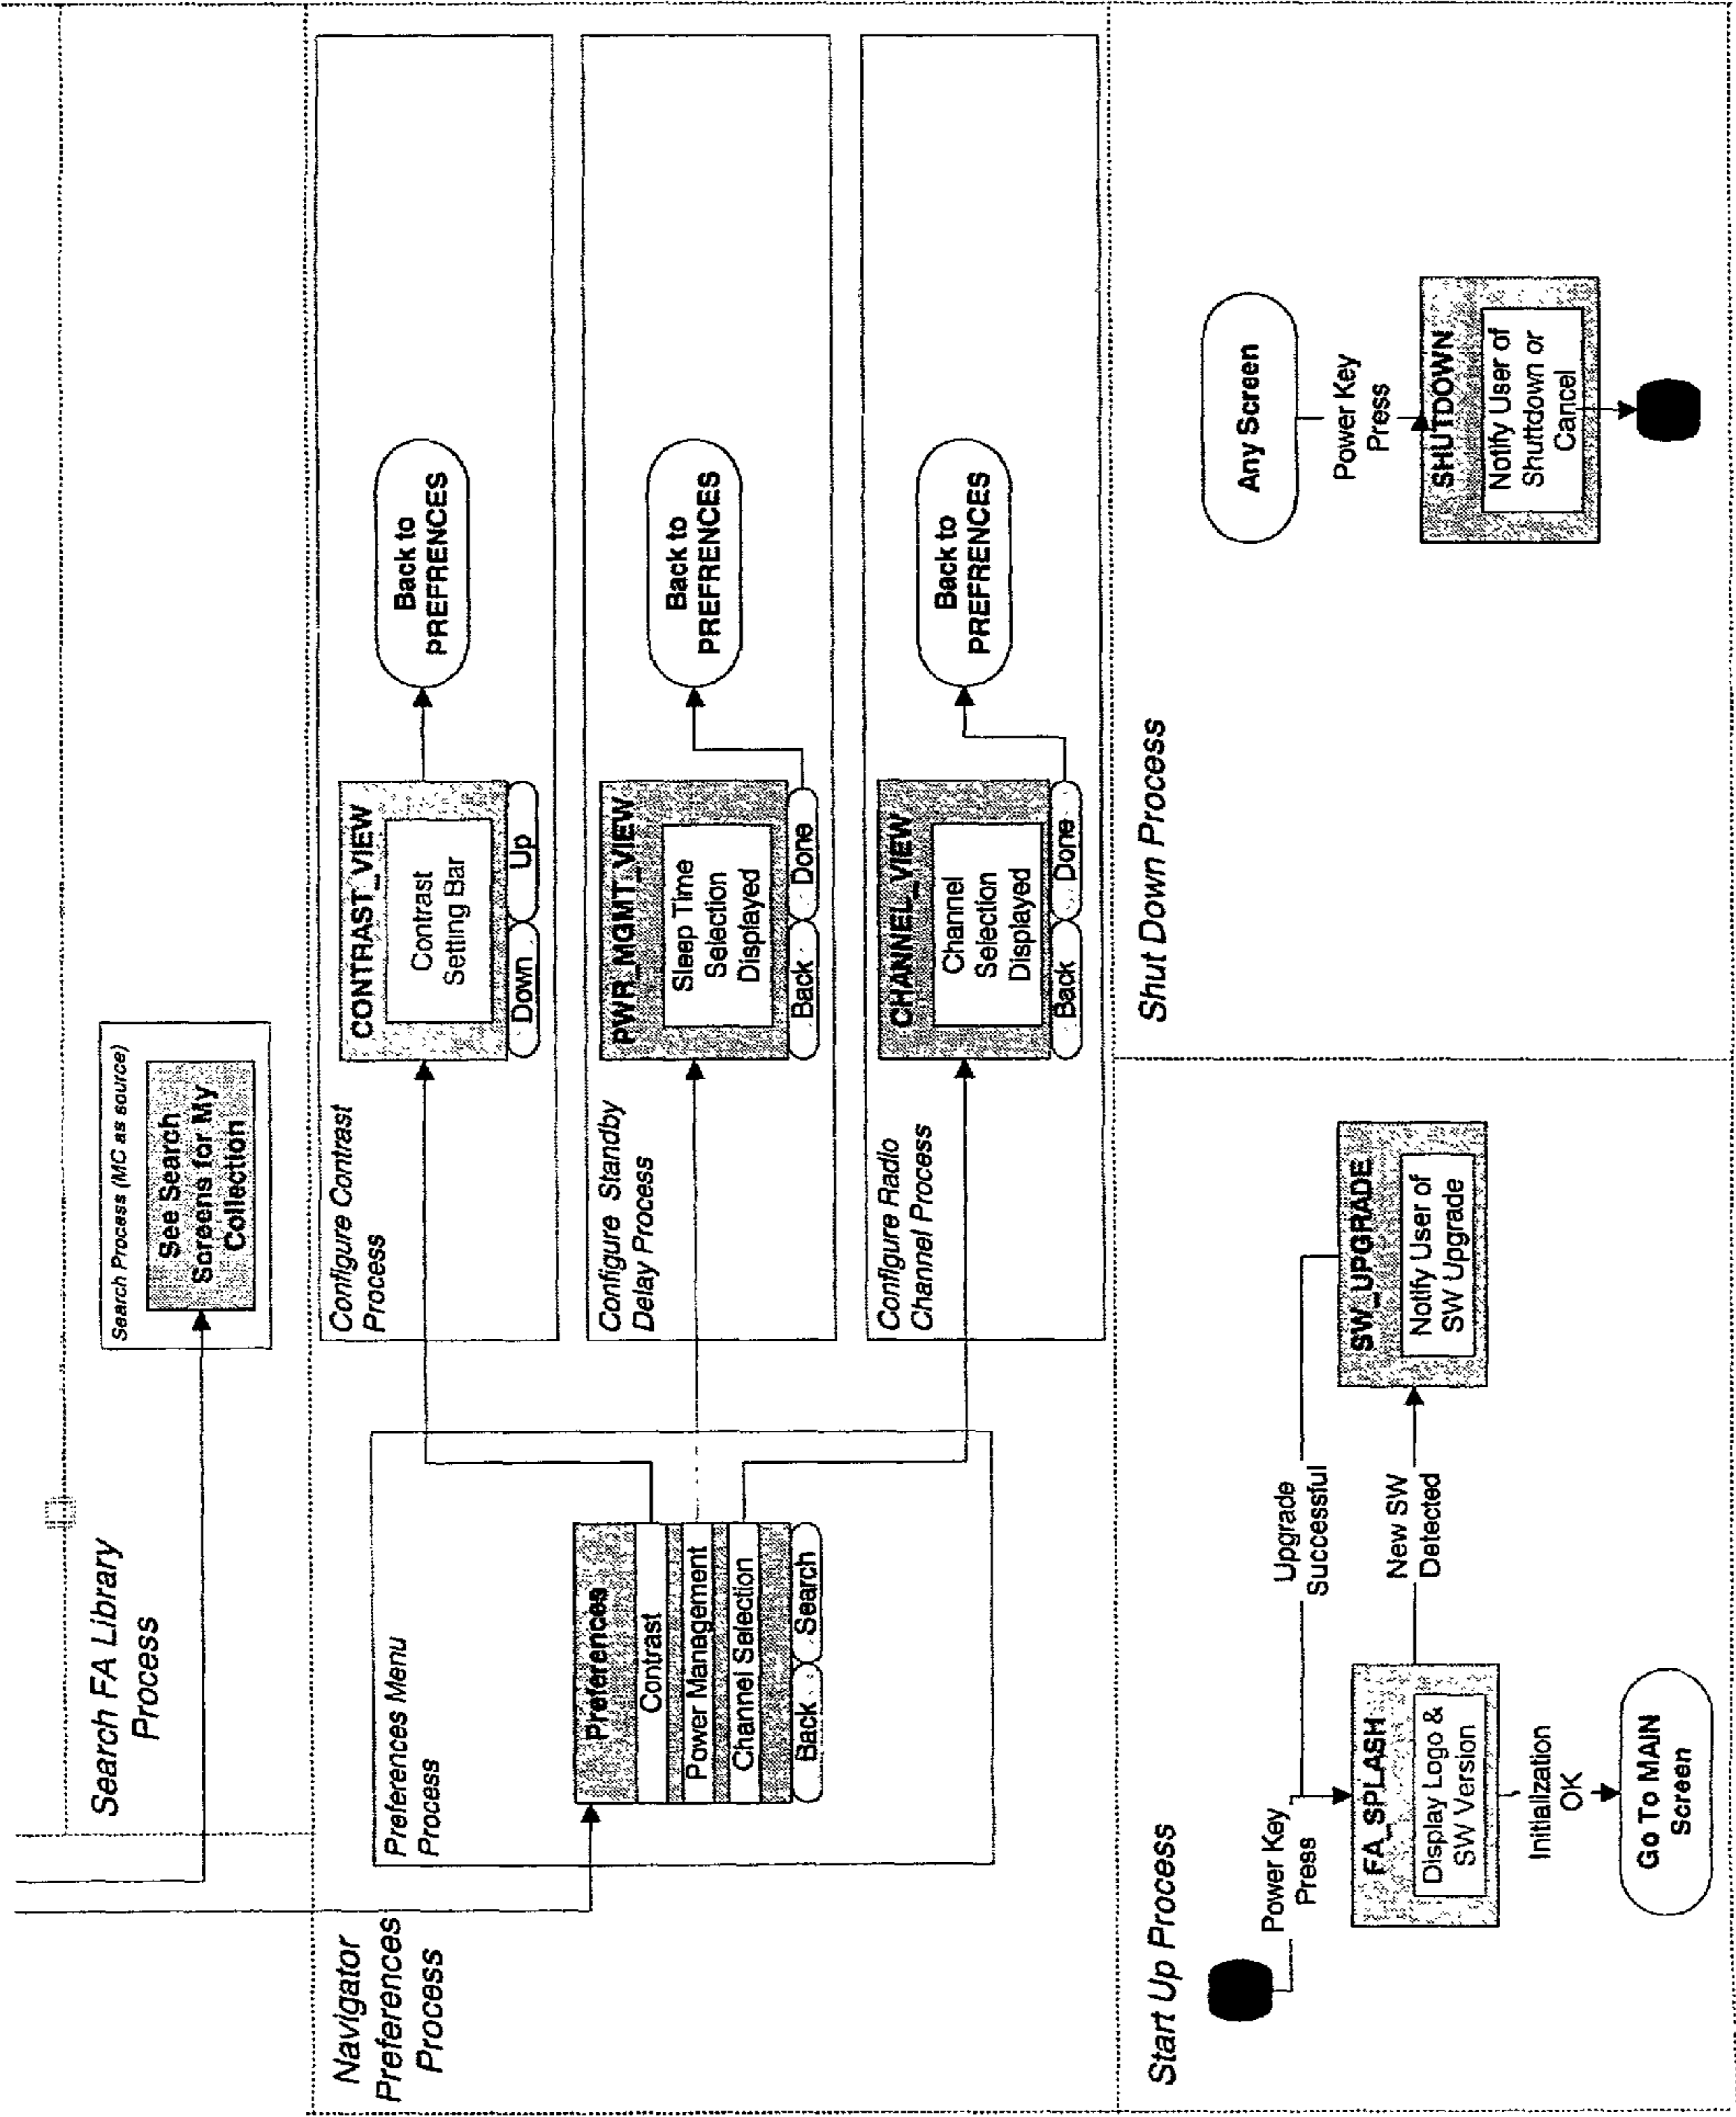 Search FA Library
Process
Search Process (MC as source)
See Search
Screens for My
Collection
Navigator
Preferences
Process
Preferences Menu
Process
Preferences
Contrast
Power Management
Channel Selection
Back
Search
Configure Contrast
Process
CONTRAST_VIEW
Contrast
Setting Bar
Down
Up
Back to
PREFRENCES
Configure Standby
Delay Process
PWR_MGMT_VIEW
Sleep Time
Selection
Displayed
Back
Done
Back to
PREFRENCES
Configure Radio
Channel Process
CHANNEL_VIEW
Channel
Selection
Displayed
Back
Done
Back to
PREFRENCES
Start Up Process
Power Key
Press
FA_SPLASH
Display Logo &
SW Version
Initialization
OK
Go To MAIN
Screen
Upgrade
Successful
New SW
Detected
SW_UPGRADE
Notify User of
SW Upgrade
Shut Down Process
Any Screen
Power Key
Press
SHUTDOWN
Notify User of
Shuttdown or
Cancel